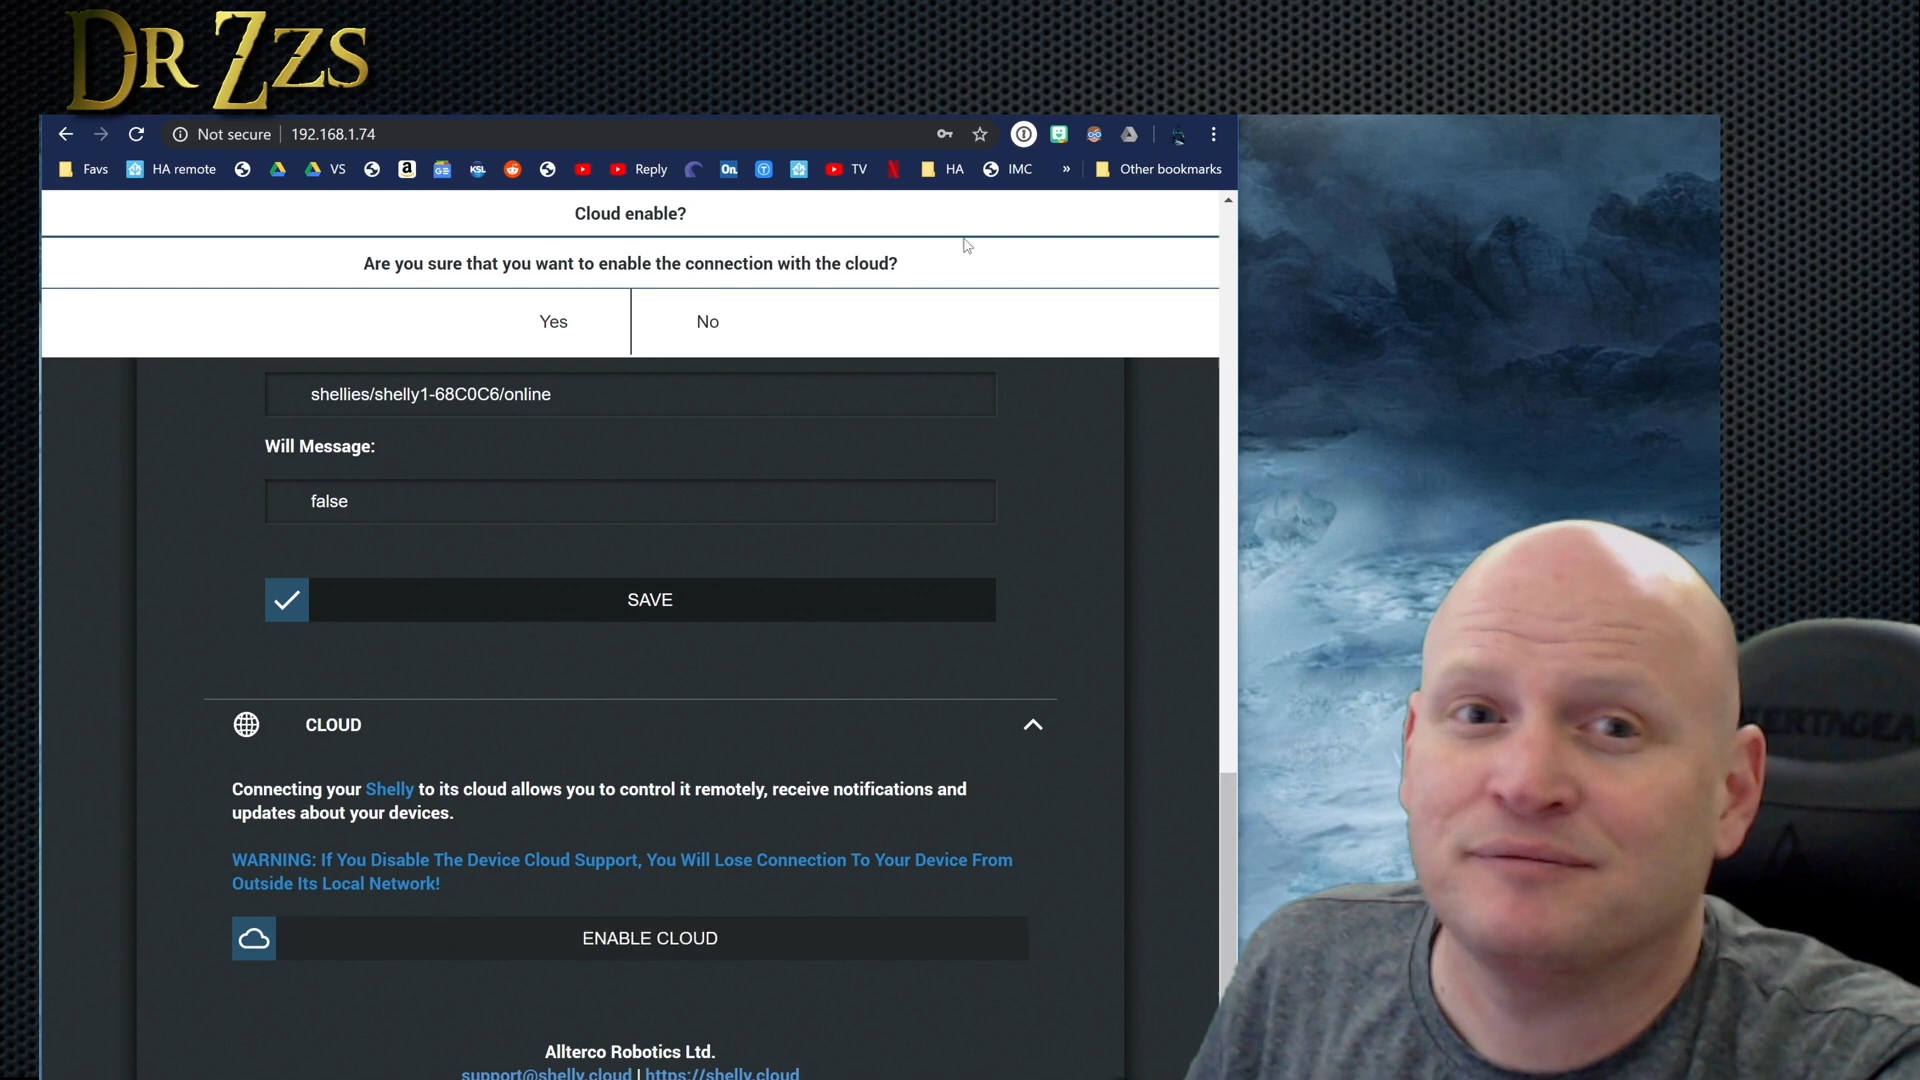 DR ZZS
Not secure 192.168.1.74
Favs HA remote VS a GE KSL Reply On. TV N HA IMC » Other bookmarks
Cloud enable?
Are you sure that you want to enable the connection with the cloud?
Yes No
shellies/shelly1-68C0C6/online
Will Message:
false
SAVE
CLOUD
Connecting your Shelly to its cloud allows you to control it remotely, receive notifications and
updates about your devices.
WARNING: If You Disable The Device Cloud Support, You Will Lose Connection To Your Device From
Outside Its Local Network!
ENABLE CLOUD
Allterco Robotics Ltd.
support@shelly.cloud | https://shelly.cloud